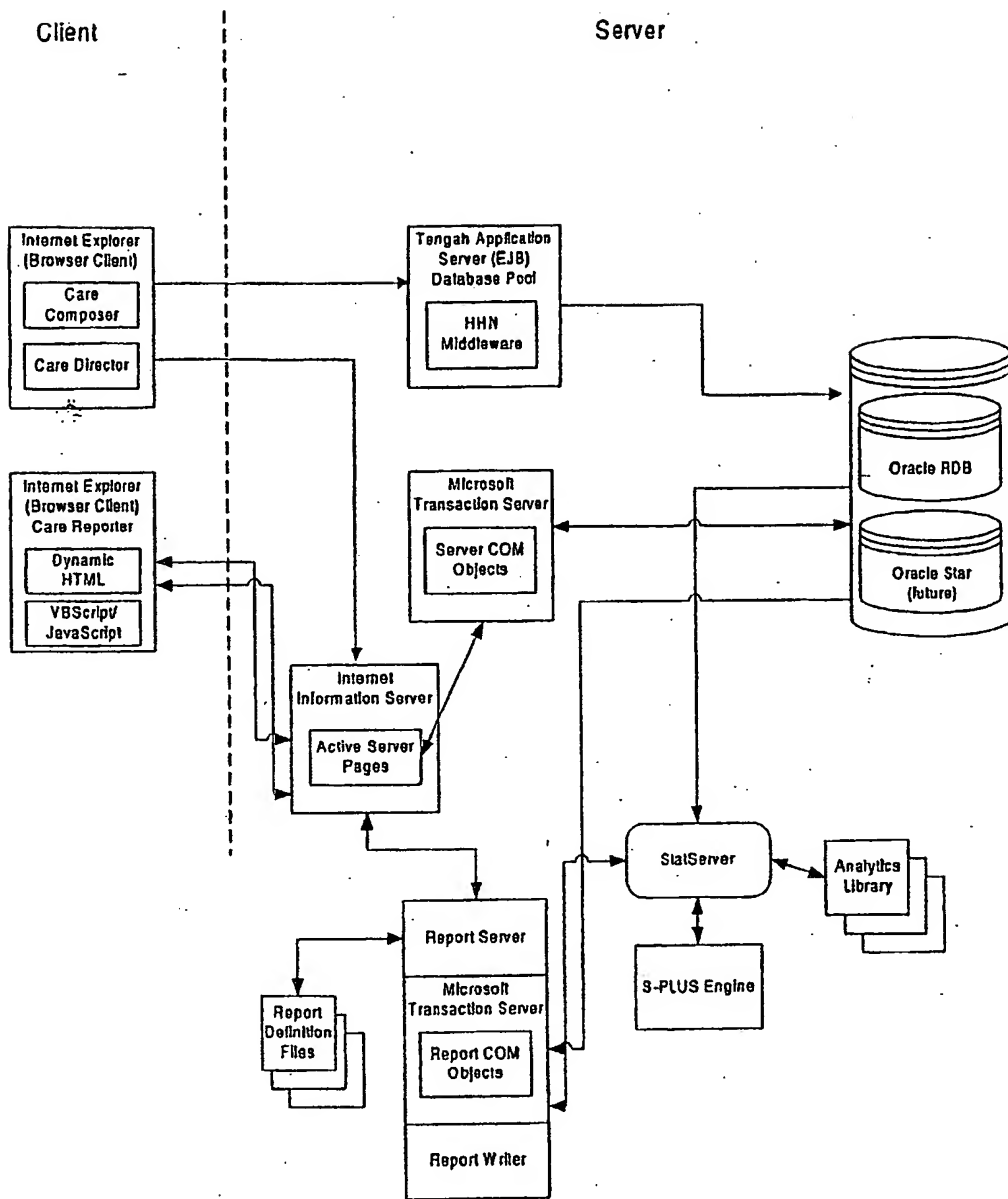 Client
Server
Internet Explorer
(Browser Client)
Care
Composer
Care Director
Tengah Application
Server (EJB)
Database Pool
HHN
Middleware
Oracle RDB
Oracle Star
(future)
Internet Explorer
(Browser Client)
Care Reporter
Dynamic
HTML
VBScript/
JavaScript
Microsoft
Transaction Server
Server COM
Objects
Internet
Information Server
Active Server
Pages
StatServer
Analytics
Library
S-PLUS Engine
Report Server
Microsoft
Transaction Server
Report COM
Objects
Report Writer
Report
Definition
Files